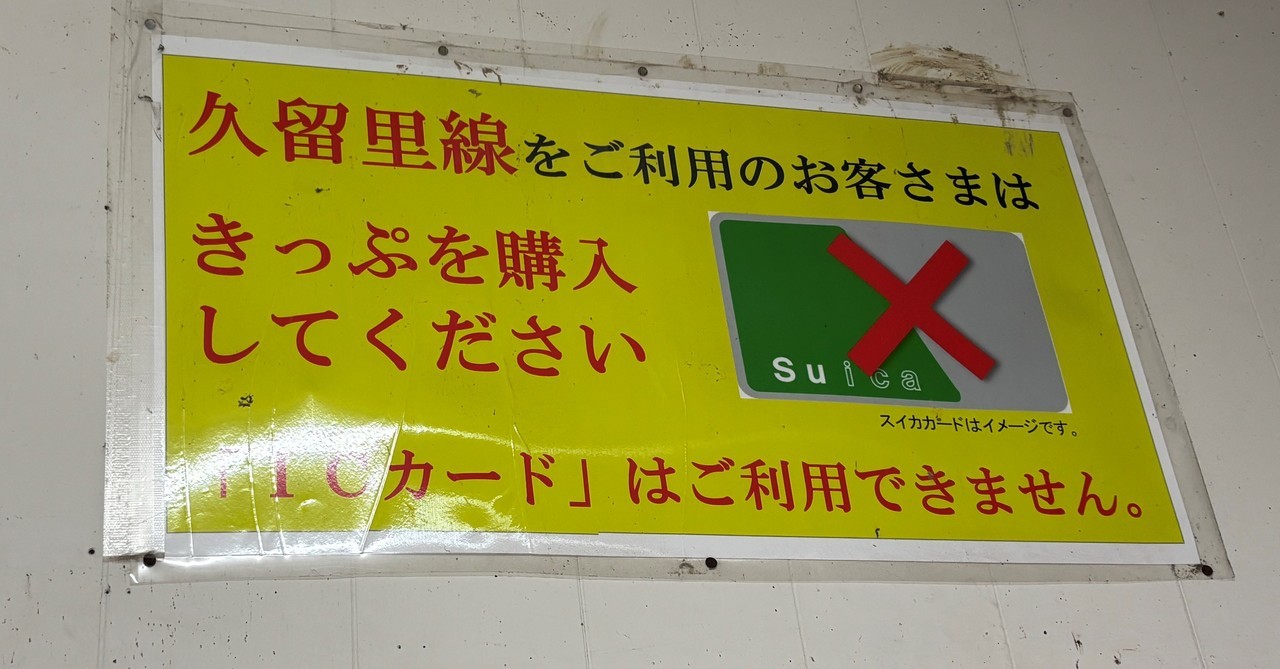 久留里線をご利用のお客さまは
きっぷを購入
してください
Suica
スイカカードはイメージです。
「ICカード」はご利用できません。